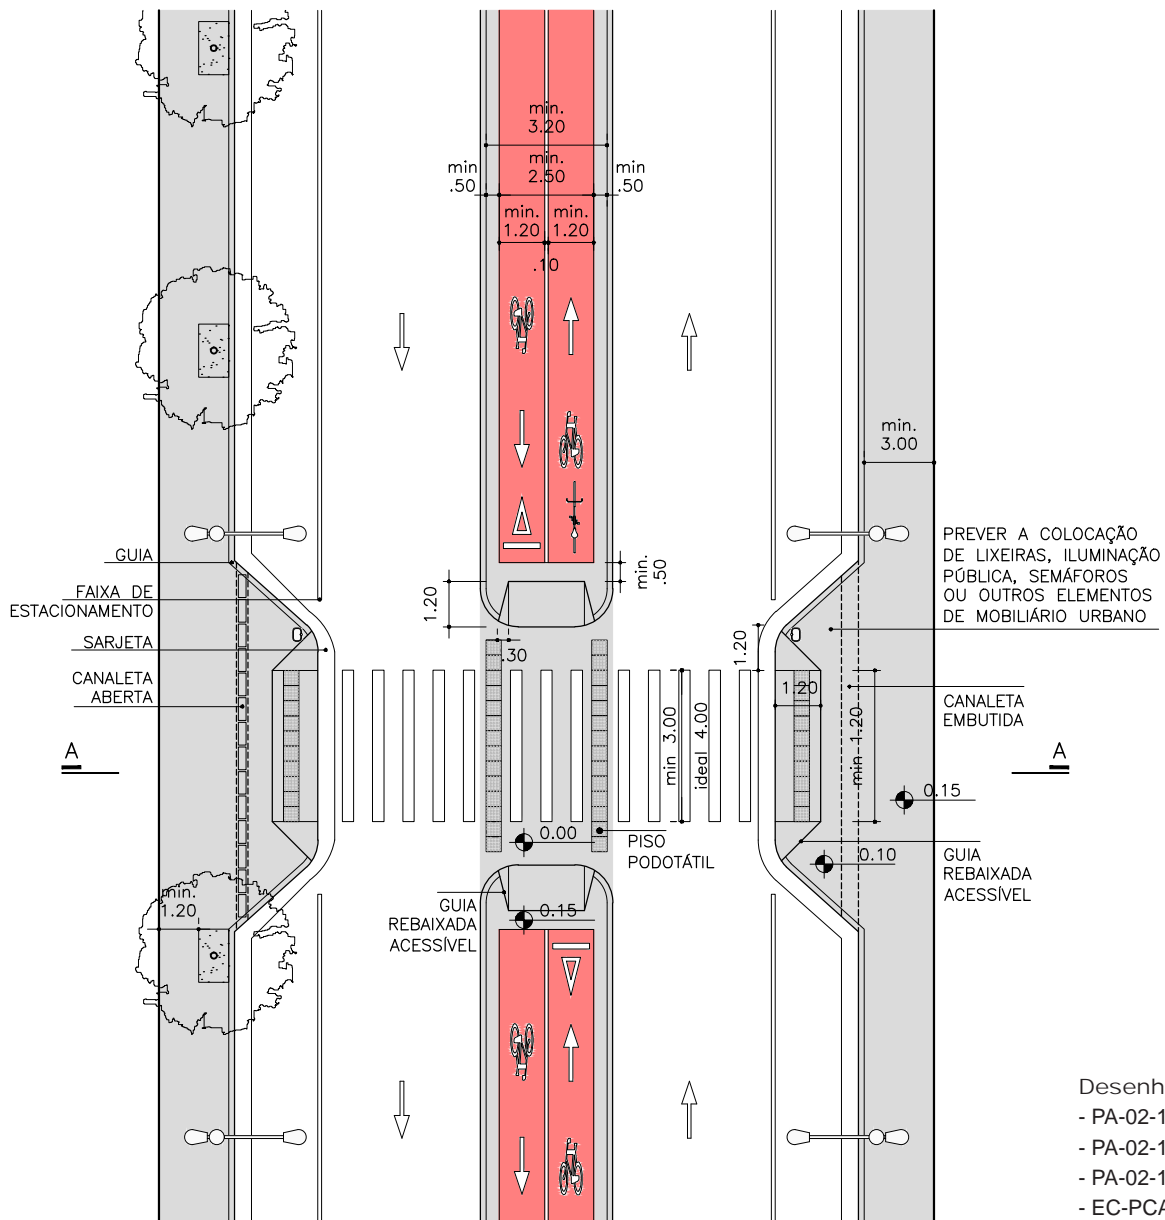 min.
3.20
min
.50
min.
2.50
min
.50
min.
1.20
min.
1.20
.10
min.
3.00
PREVER A COLOCAÇÃO
DE LIXEIRAS, ILUMINAÇÃO
PÚBLICA, SEMÁFOROS
OU OUTROS ELEMENTOS
DE MOBILIÁRIO URBANO
GUIA
FAIXA DE
ESTACIONAMENTO
SARJETA
CANALETA
ABERTA
1.20
min.
.50
.30
1.20
1.20
min 3.00
ideal 4.00
min 1.20
CANALETA
EMBUTIDA
A
A
0.15
0.00
PISO
PODOTÁTIL
0.10
GUIA
REBAIXADA
ACESSÍVEL
min.
1.20
GUIA
REBAIXADA
ACESSÍVEL
0.15
Desenh
- PA-02-1
- PA-02-1
- PA-02-1
- EC-PCA